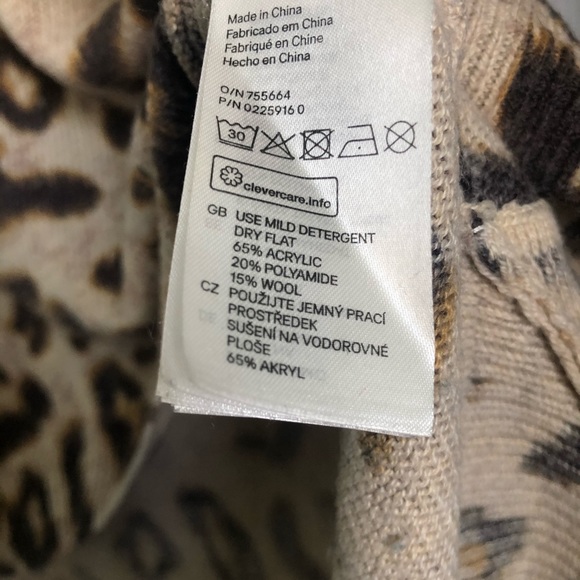 Made in China
Fabricado em China
Fabriqué en Chine
Hecho en China
O/N 755664
P/N 0225916 0
30
clevercare.info
GB USE MILD DETERGENT
DRY FLAT
65% ACRYLIC
20% POLYAMIDE
15% WOOL
CZ POUŽIJTE JEMNÝ PRACÍ
PROSTŘEDEK
SUŠENÍ NA VODOROVNÉ
PLOŠE
65% AKRYL